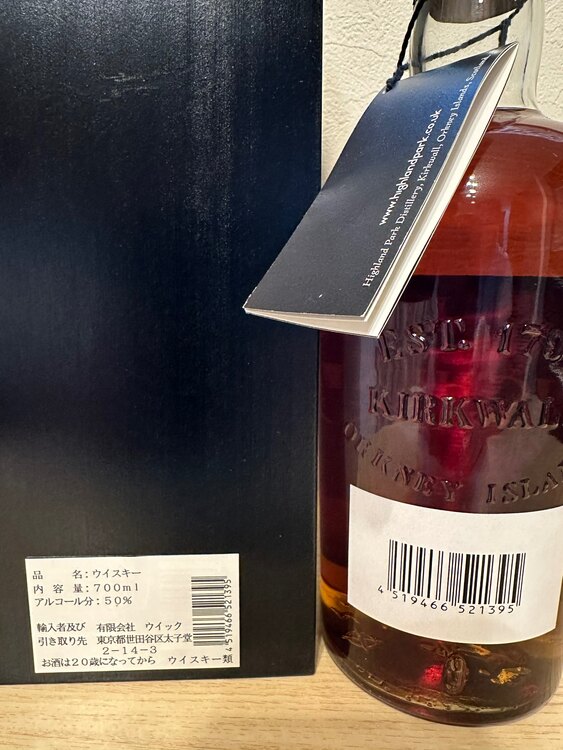 www.highlandpark.co.uk
Highland Park Distillery, Kirkwall, Orkney Islands, Scotland
EST. 179
KIRKWAL
ORKNEY ISLA
4 519466 521395
品　　名：ウイスキー
内 容 量：700ml
アルコール分：50%
輸入者及び　有限会社　ウイック
引き取り先　東京都世田谷区太子堂
2-14-3
お酒は20歳になってから　ウイスキー類
4 519466 521395